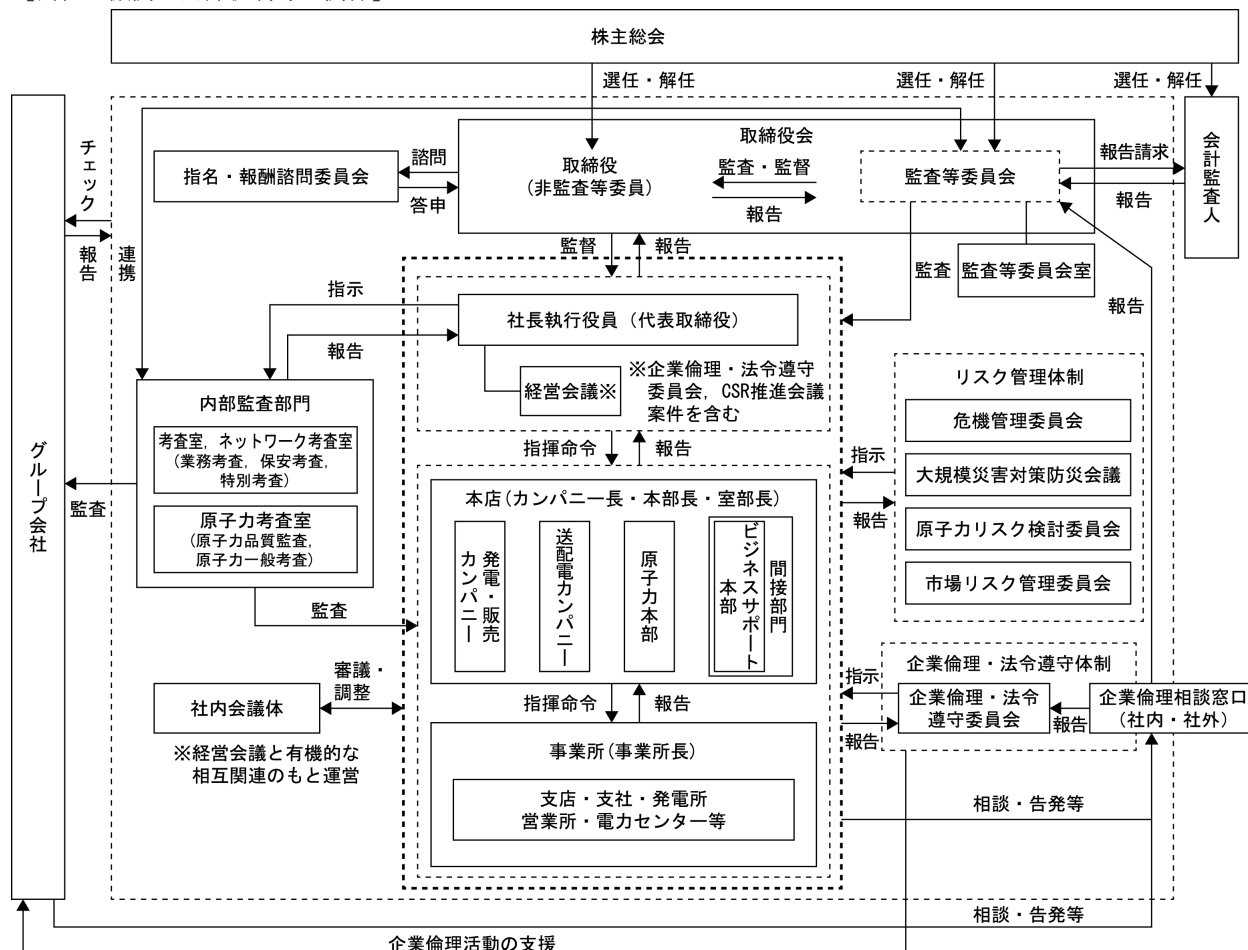 株主総会
選任・解任
選任・解任
選任・解任
取締役会
チェック
報告
連携
指名・報酬諮問委員会
諮問
答申
取締役
(非監査等委員)
監査・監督
報告
監査等委員会
報告請求
報告
会計監査人
監督
報告
監査
監査等委員会室
報告
指示
報告
社長執行役員(代表取締役)
経営会議※
※企業倫理・法令遵守
委員会，CSR推進会議
案件を含む
リスク管理体制
危機管理委員会
大規模災害対策防災会議
原子力リスク検討委員会
市場リスク管理委員会
指示
報告
内部監査部門
考査室，ネットワーク考査室
(業務考査，保安考査，
特別考査)
原子力考査室
(原子力品質監査，
原子力一般考査)
監査
監査
グループ会社
指揮命令
報告
本店(カンパニー長・本部長・室部長)
発電・販売
カンパニー
送配電カンパニー
原子力本部
間接部門
ビジネスサポート
本部
指揮命令
報告
社内会議体
審議・
調整
※経営会議と有機的な
相互関連のもと運営
事業所(事業所長)
支店・支社・発電所
営業所・電力センター等
企業倫理・法令遵守体制
指示
報告
企業倫理・法令
遵守委員会
報告
企業倫理相談窓口
(社内・社外)
相談・告発等
相談・告発等
企業倫理活動の支援